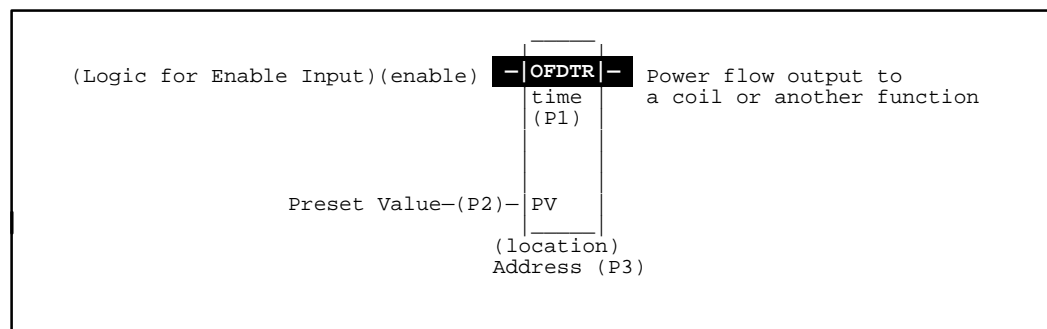 (Logic for Enable Input)(enable) –|OFDTR|– Power flow output to
time a coil or another function
(P1)
Preset Value–(P2)–|PV
(location)
Address (P3)